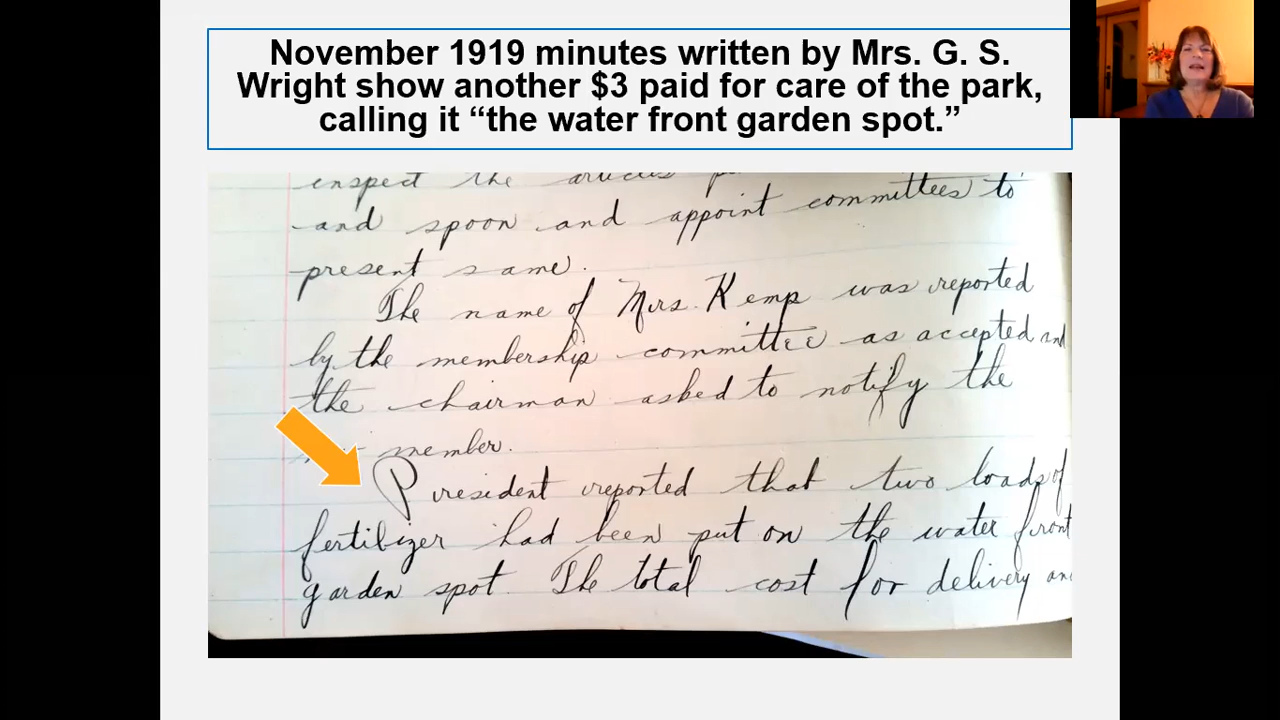 November 1919 minutes written by Mrs. G. S.
Wright show another $3 paid for care of the park,
calling it “the water front garden spot.”
inspect the articles
and spoon and appoint committees to
present same.
The name of Mrs. Kemp was reported
by the membership committee as accepted and
the chairman asked to notify the
member.
President reported that two loads of
fertilizer had been put on the water front
garden spot. The total cost for delivery and